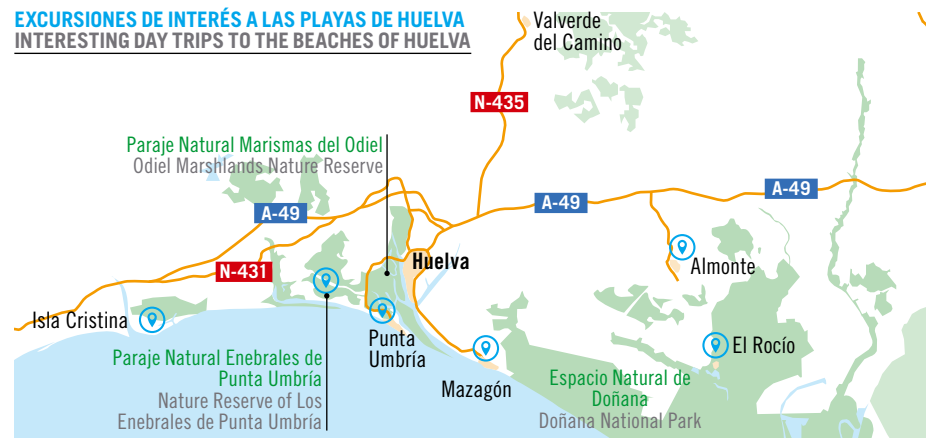 EXCURSIONES DE INTERÉS A LAS PLAYAS DE HUELVA
INTERESTING DAY TRIPS TO THE BEACHES OF HUELVA
Valverde
del Camino
N-435
Paraje Natural Marismas del Odiel
Odiel Marshlands Nature Reserve
A-49
A-49
A-49
N-431
Huelva
Almonte
Isla Cristina
Punta
Umbría
El Rocío
Paraje Natural Enebrales de
Punta Umbría
Nature Reserve of Los
Enebrales de Punta Umbría
Mazagón
Espacio Natural de
Doñana
Doñana National Park